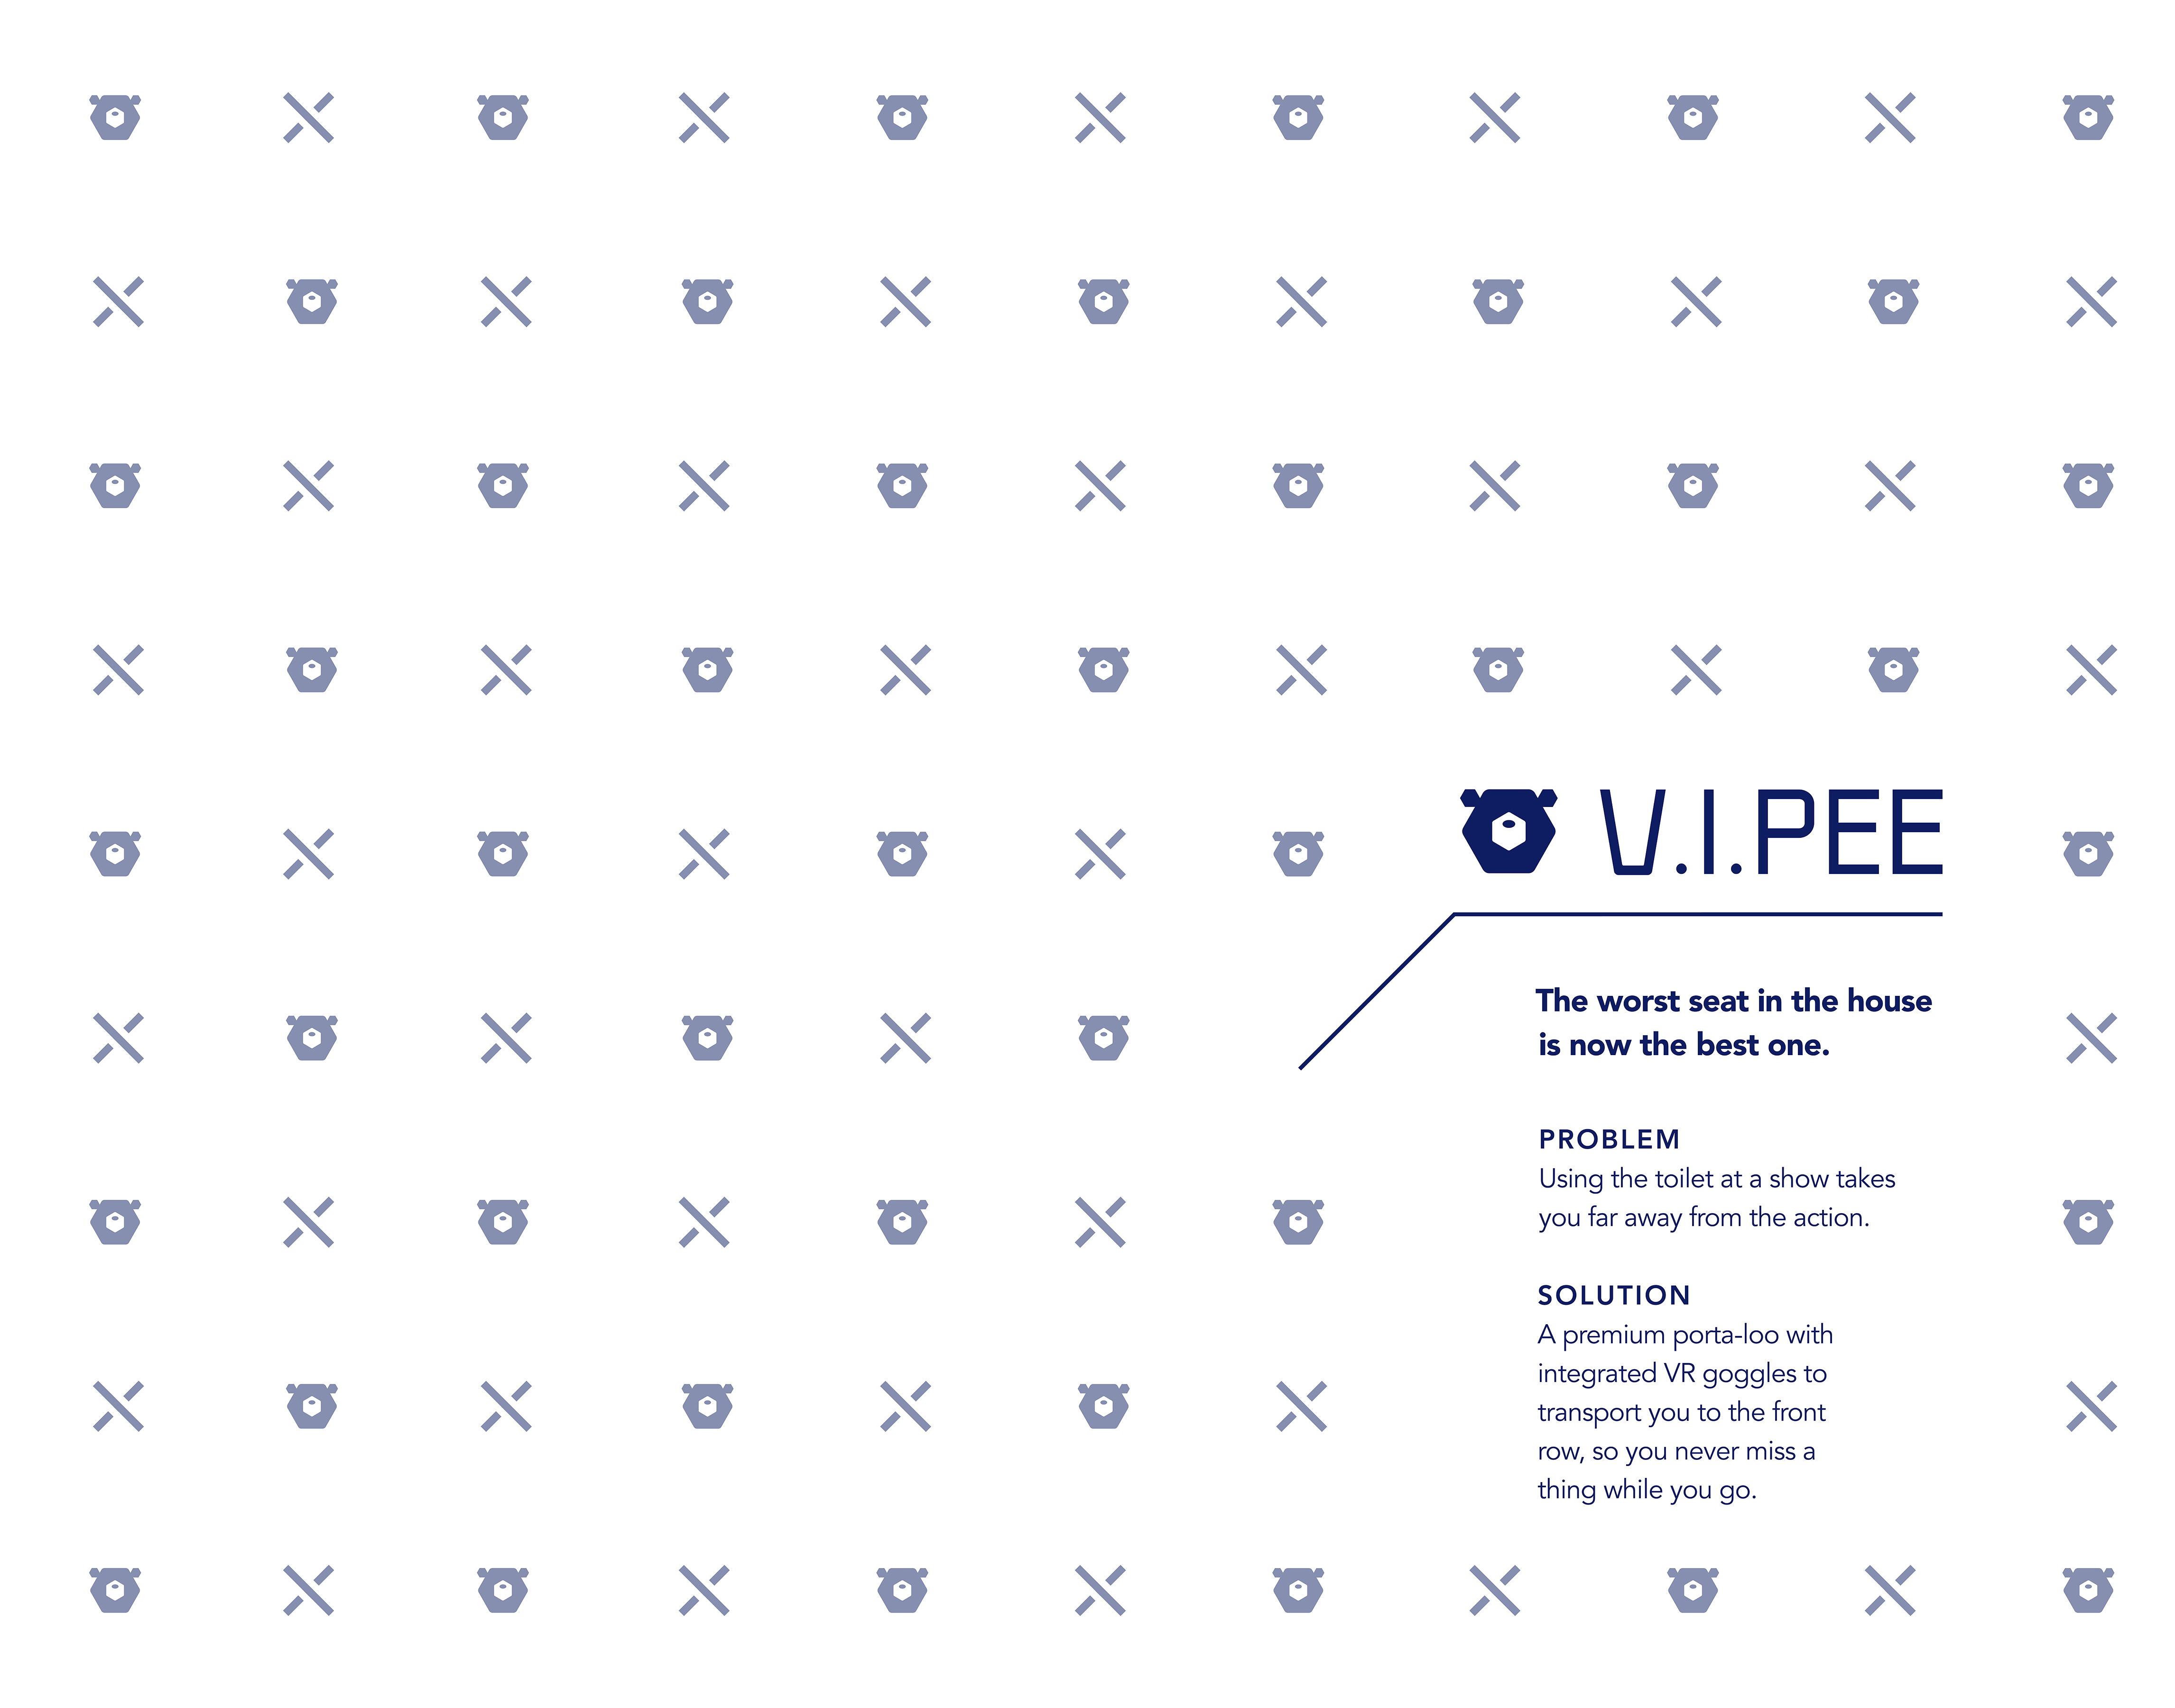 V.I.PEE
The worst seat in the house
is now the best one.
PROBLEM
Using the toilet at a show takes
you far away from the action.
SOLUTION
A premium porta-loo with
integrated VR goggles to
transport you to the front
row, so you never miss a
thing while you go.